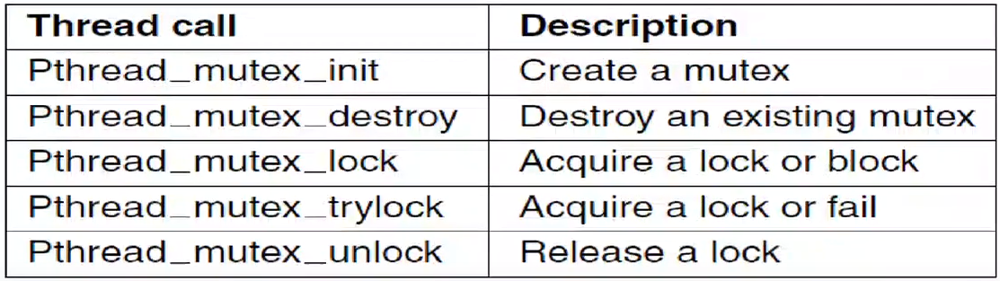 Thread call Description
Pthread_mutex_init Create a mutex
Pthread_mutex_destroy Destroy an existing mutex
Pthread_mutex_lock Acquire a lock or block
Pthread_mutex_trylock Acquire a lock or fail
Pthread_mutex_unlock Release a lock